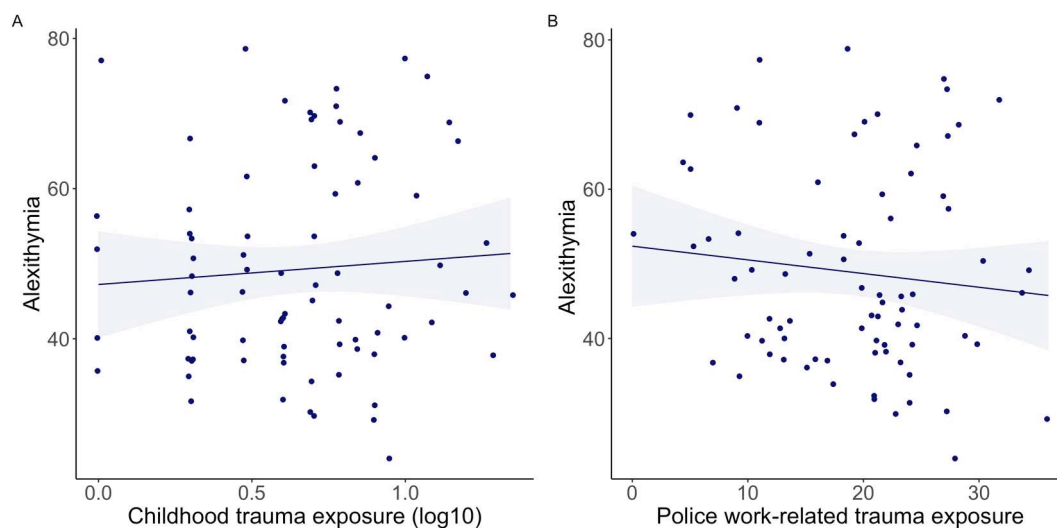 A
80
60
40
Alexithymia
0.0 0.5 1.0
Childhood trauma exposure (log10)
B
80
60
40
Alexithymia
0 10 20 30
Police work-related trauma exposure